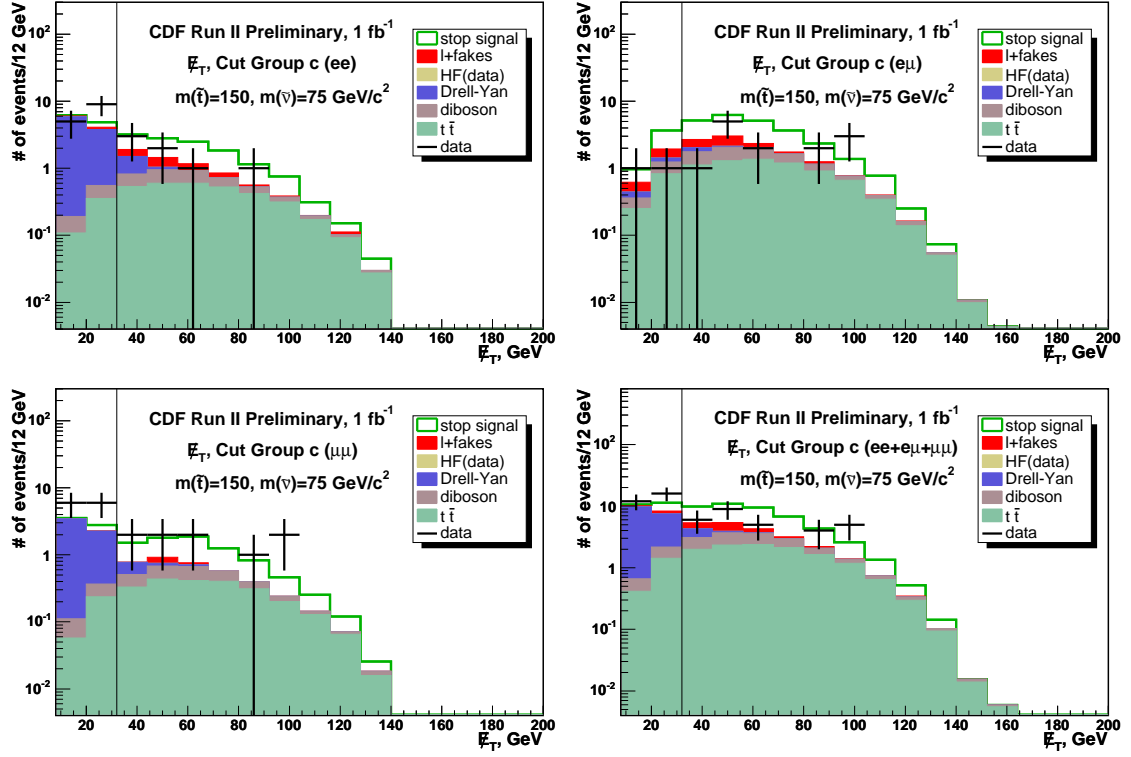 # of events/12 GeV
10²
10
1
10⁻¹
10⁻²
CDF Run II Preliminary, 1 fb⁻¹
E̸_T, Cut Group c (ee)
m(t̃)=150, m(ν̃)=75 GeV/c²
stop signal
l+fakes
HF(data)
Drell-Yan
diboson
t t̄
data
20 40 60 80 100 120 140 160 180 200
E̸_T, GeV
# of events/12 GeV
10²
10
1
10⁻¹
10⁻²
CDF Run II Preliminary, 1 fb⁻¹
E̸_T, Cut Group c (eμ)
m(t̃)=150, m(ν̃)=75 GeV/c²
stop signal
l+fakes
HF(data)
Drell-Yan
diboson
t t̄
data
20 40 60 80 100 120 140 160 180 200
E̸_T, GeV
# of events/12 GeV
10²
10
1
10⁻¹
10⁻²
CDF Run II Preliminary, 1 fb⁻¹
E̸_T, Cut Group c (μμ)
m(t̃)=150, m(ν̃)=75 GeV/c²
stop signal
l+fakes
HF(data)
Drell-Yan
diboson
t t̄
data
20 40 60 80 100 120 140 160 180 200
E̸_T, GeV
# of events/12 GeV
10²
10
1
10⁻¹
10⁻²
CDF Run II Preliminary, 1 fb⁻¹
E̸_T, Cut Group c (ee+eμ+μμ)
m(t̃)=150, m(ν̃)=75 GeV/c²
stop signal
l+fakes
HF(data)
Drell-Yan
diboson
t t̄
data
20 40 60 80 100 120 140 160 180 200
E̸_T, GeV